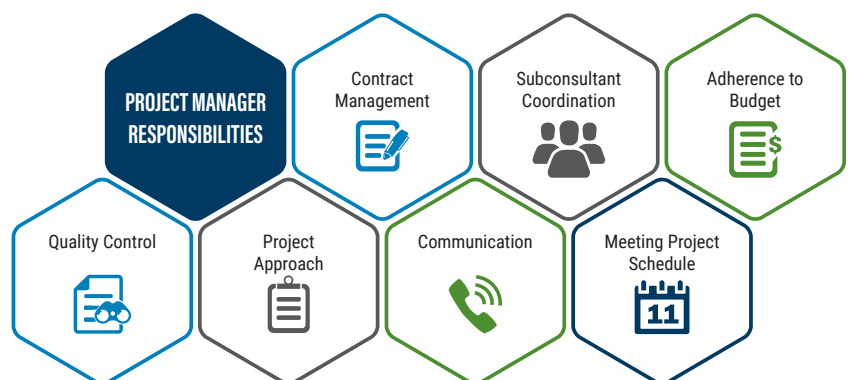 PROJECT MANAGER
RESPONSIBILITIES
Contract
Management
Subconsultant
Coordination
Adherence to
Budget
$
Quality Control
Project
Approach
Communication
Meeting Project
Schedule
11